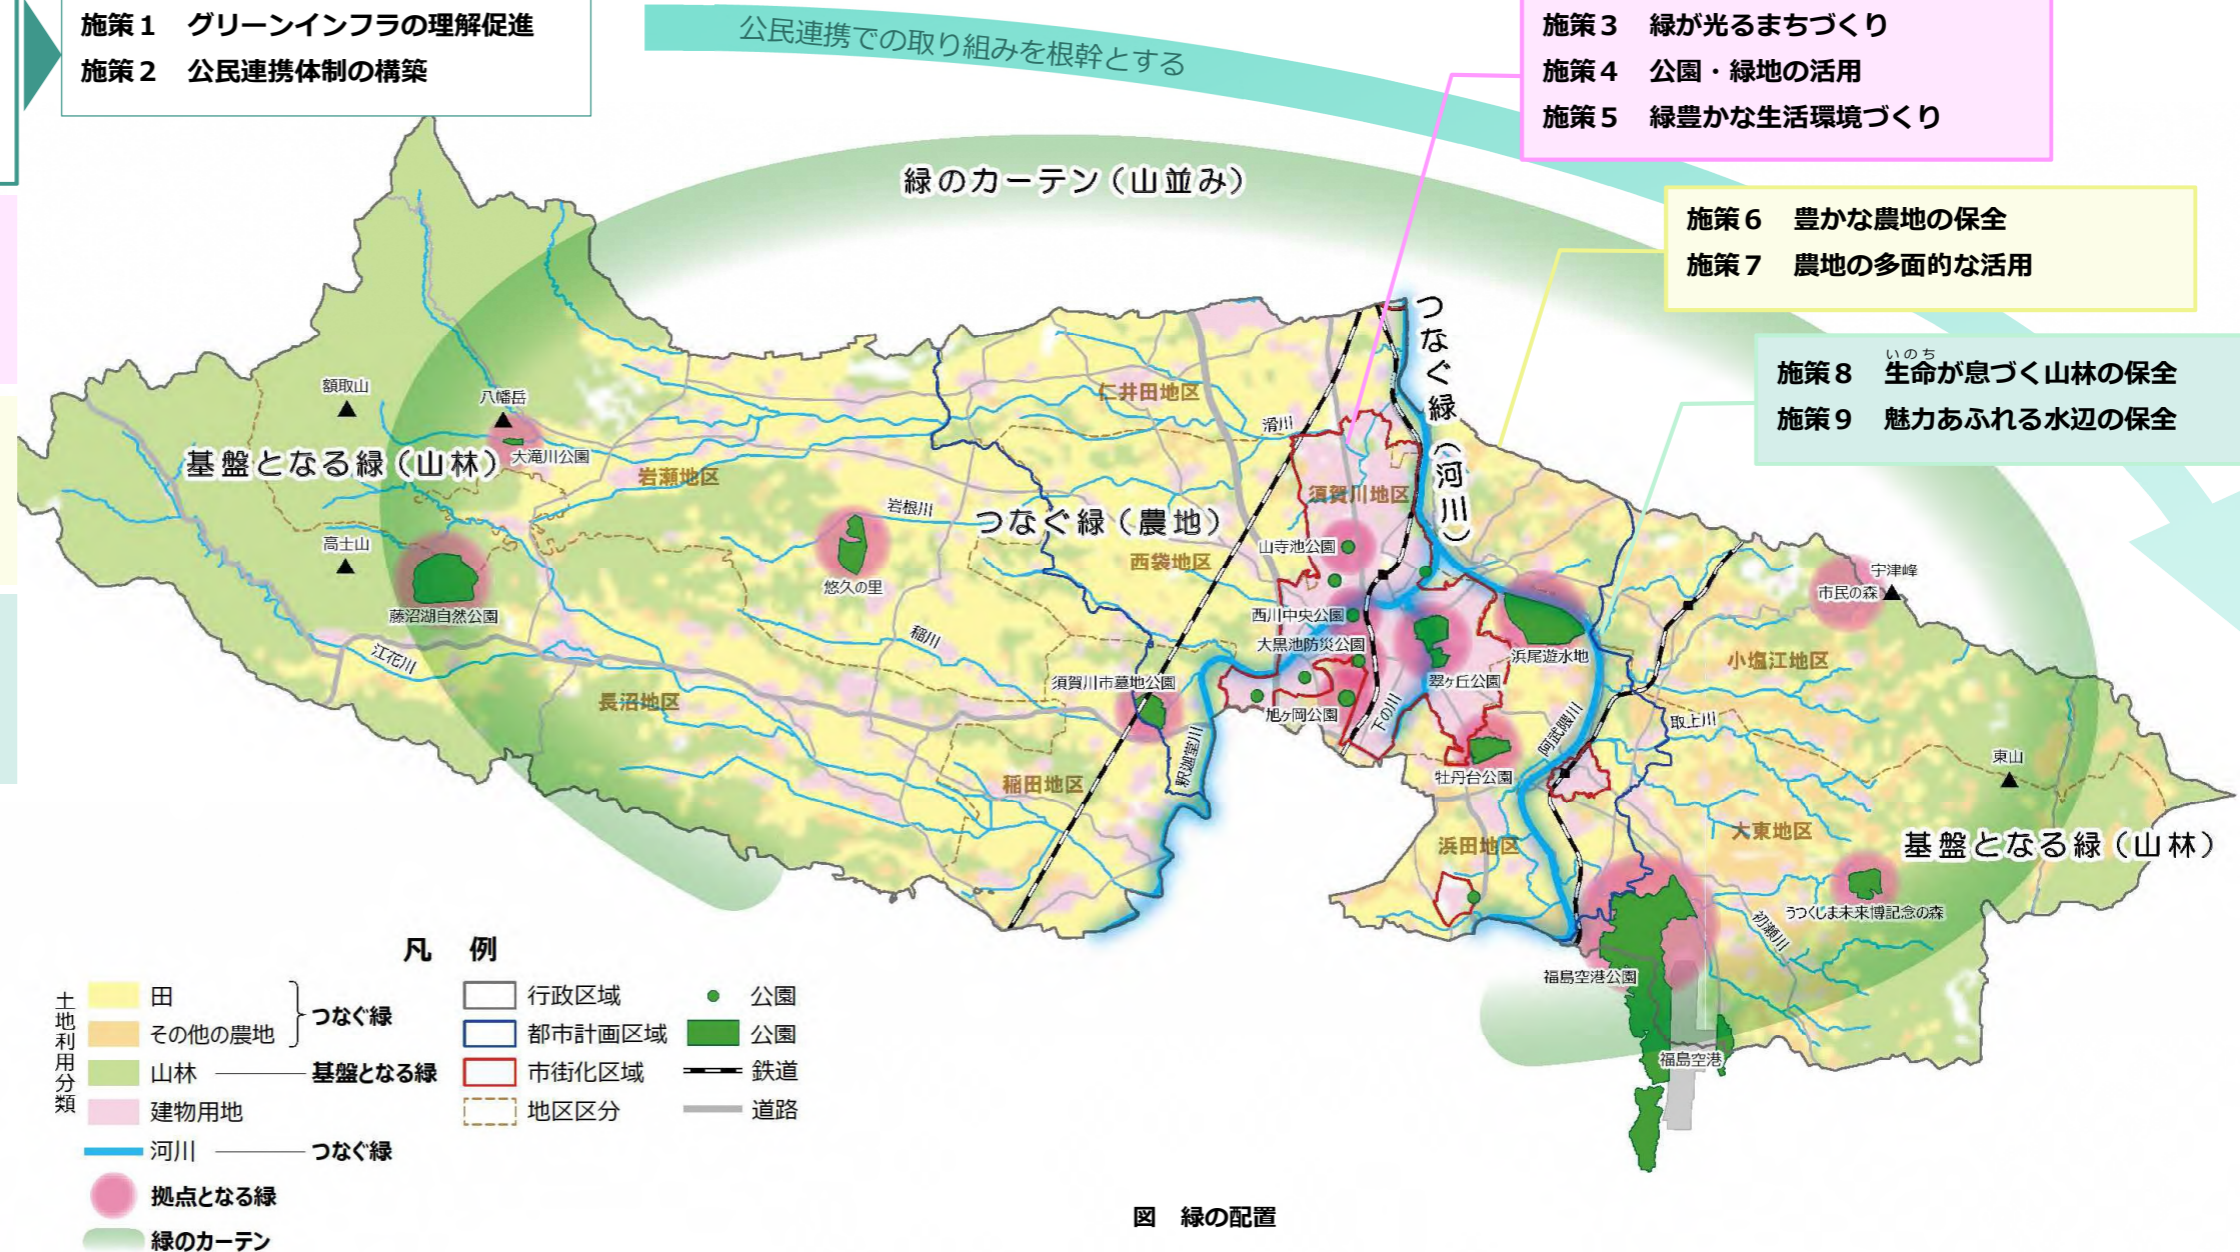 施策１　グリーンインフラの理解促進
施策２　公民連携体制の構築
公民連携での取り組みを根幹とする
施策３　緑が光るまちづくり
施策４　公園・緑地の活用
施策５　緑豊かな生活環境づくり
施策６　豊かな農地の保全
施策７　農地の多面的な活用
いのち
施策８　生命が息づく山林の保全
施策９　魅力あふれる水辺の保全
緑のカーテン（山並み）
つなぐ緑（河川）
額取山
八幡岳
大滝川公園
基盤となる緑（山林）
高士山
藤沼湖自然公園
江花川
岩瀬地区
岩根川
悠久の里
稲川
長沼地区
仁井田地区
滑川
つなぐ緑（農地）
西袋地区
須賀川地区
山寺池公園
西川中央公園
大黒池防災公園
須賀川市墓地公園
旭ヶ岡公園
下の川
釈迦堂川
稲田地区
翠ヶ丘公園
浜尾遊水地
牡丹台公園
阿武隈川
浜田地区
宇津峰
市民の森
小塩江地区
取上川
東山
大東地区
基盤となる緑（山林）
うつくしま未来博記念の森
初瀬川
福島空港公園
福島空港
凡　例
土地利用分類
田
その他の農地
つなぐ緑
山林
基盤となる緑
建物用地
河川
つなぐ緑
拠点となる緑
緑のカーテン
行政区域
都市計画区域
市街化区域
地区区分
公園
公園
鉄道
道路
図　緑の配置